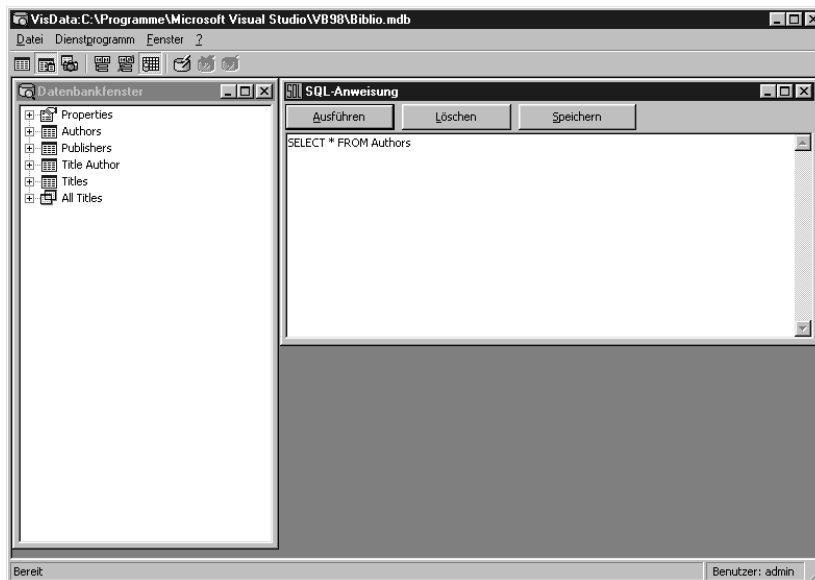 VisData:C:\Programme\Microsoft Visual Studio\VB98\Biblio.mdb
Datei Dienstprogramm Fenster ?
Datenbankfenster
Properties
Authors
Publishers
Title Author
Titles
All Titles
SQL-Anweisung
Ausführen Löschen Speichern
SELECT * FROM Authors
Bereit
Benutzer: admin